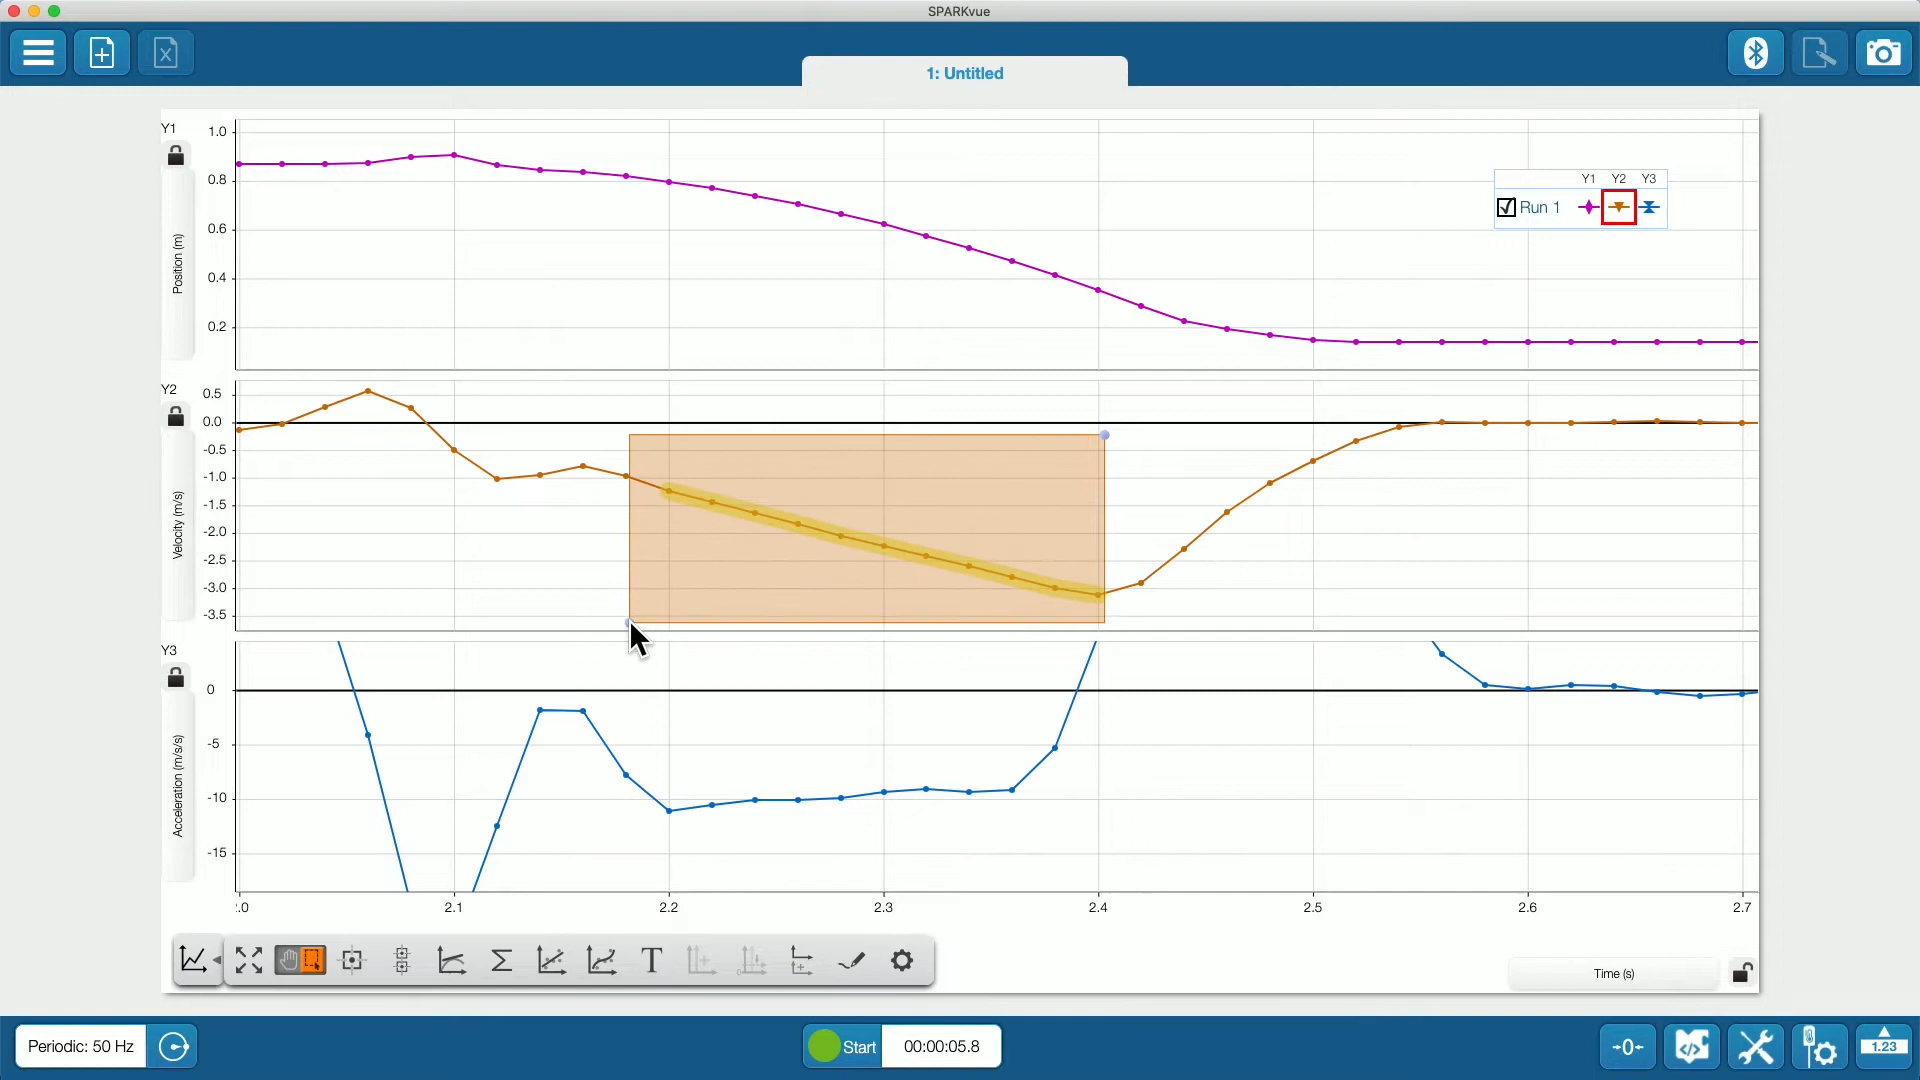 SPARKvue
1: Untitled
Y1
1.0
0.8
0.6
0.4
0.2
Position (m)
Y1 Y2 Y3
Run 1
Y2
0.5
0.0
-0.5
-1.0
-1.5
-2.0
-2.5
-3.0
-3.5
Velocity (m/s)
Y3
0
-5
-10
-15
Acceleration (m/s/s)
:.0 2.1 2.2 2.3 2.4 2.5 2.6 2.7
Time (s)
Periodic: 50 Hz
Start
00:00:05.8
-0-
1.23